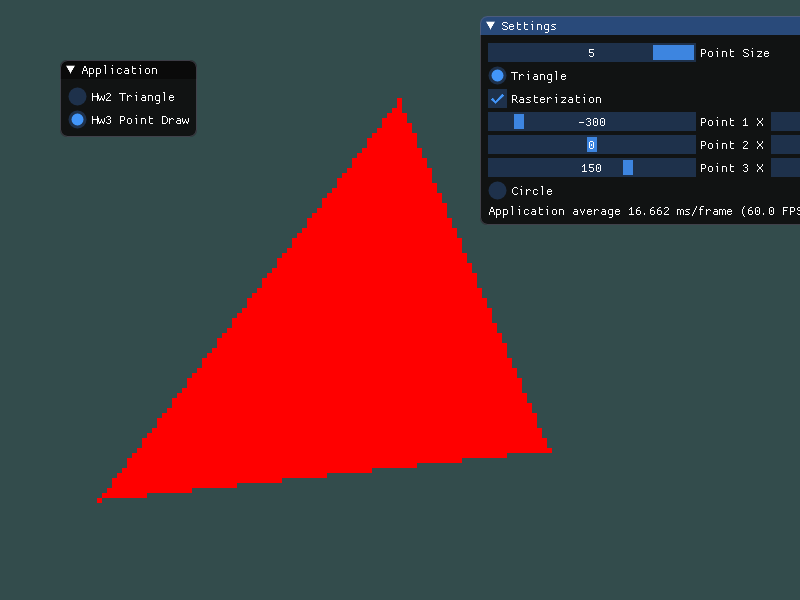 Settings
5 Point Size
Application
Triangle
Hw2 Triangle
Rasterization
Hw3 Point Draw
-300 Point 1 X
0 Point 2 X
150 Point 3 X
Circle
Application average 16.662 ms/frame (60.0 FPS